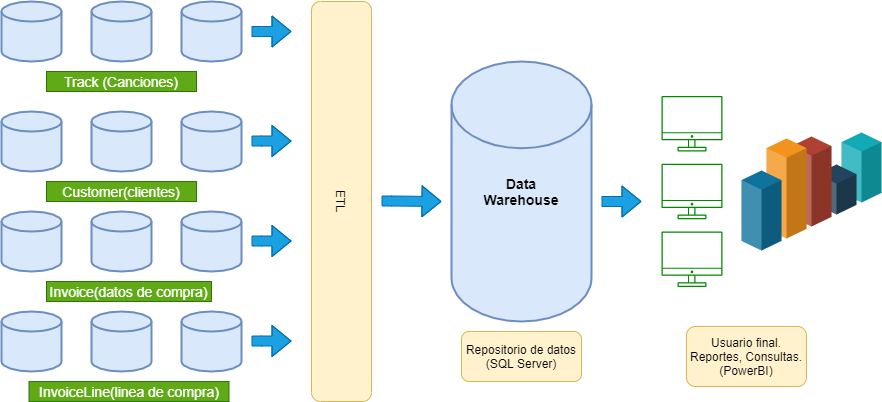 Track (Canciones)
Customer(clientes)
Invoice(datos de compra)
InvoiceLine(linea de compra)
ETL
Data
Warehouse
Repositorio de datos
(SQL Server)
Usuario final.
Reportes, Consultas.
(PowerBI)